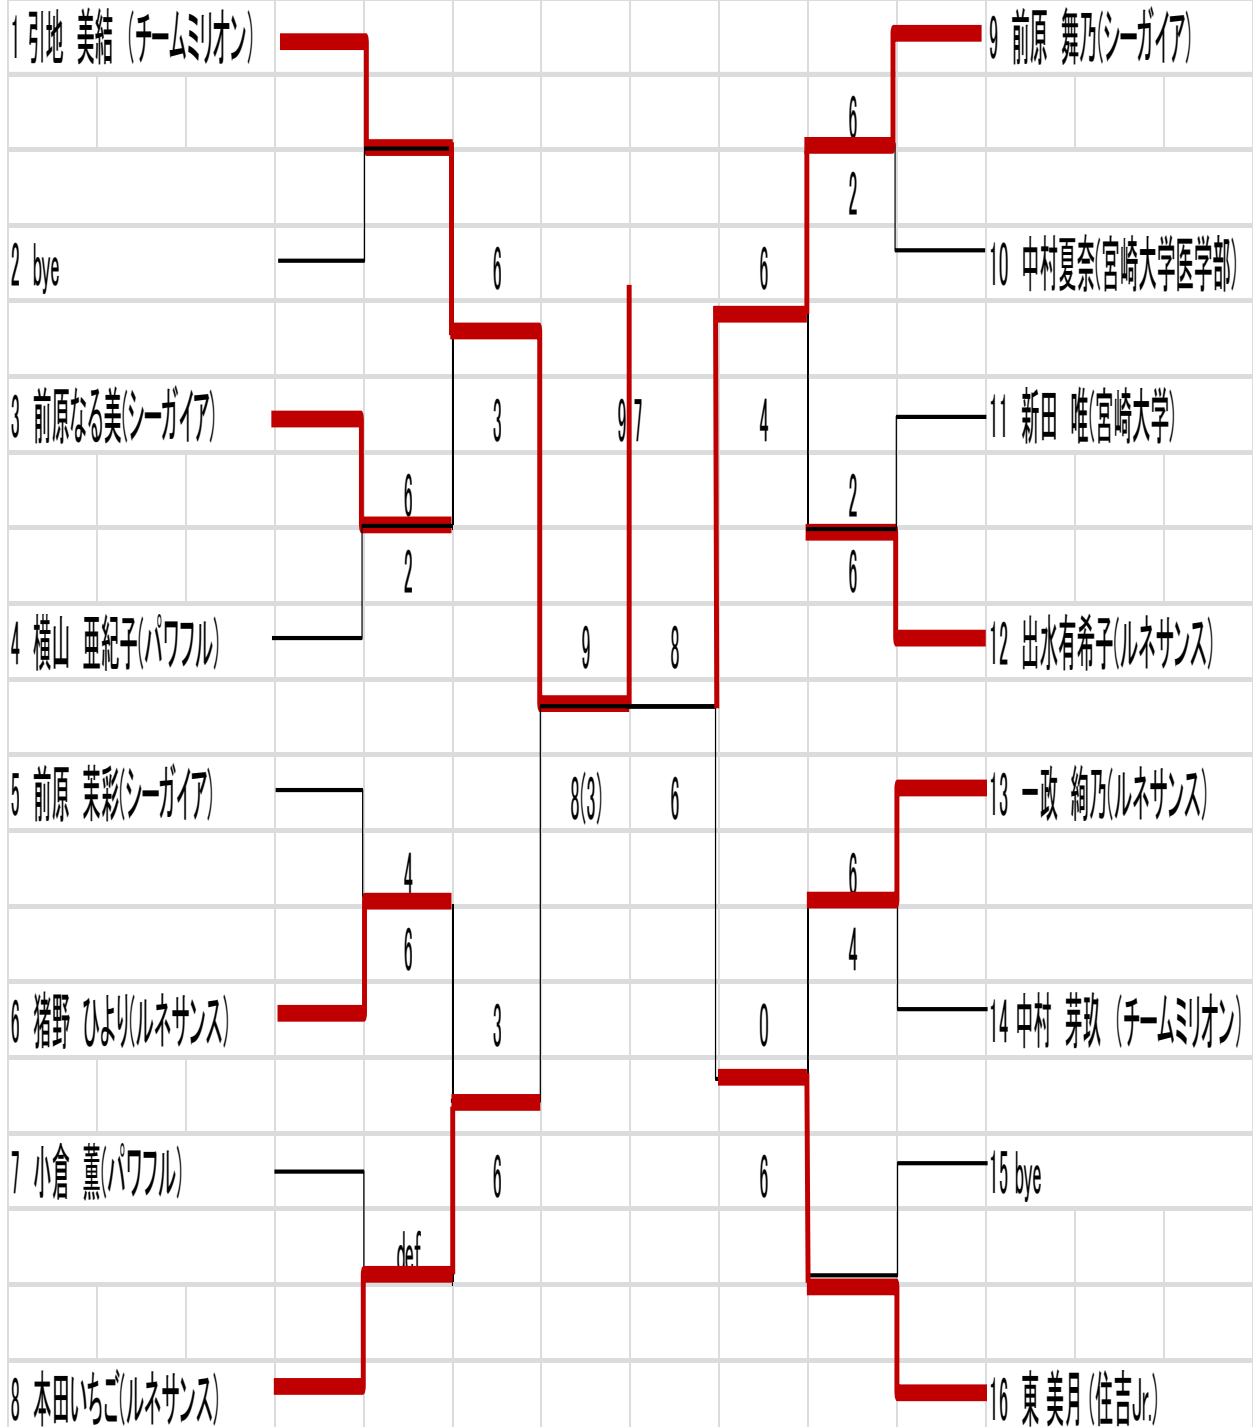 1 引地 美結 (チームミリオン)
9 前原 舞乃(シーガイア)
6
2
2 bye
6
6
10 中村夏奈(宮崎大学医学部)
3 前原なる美(シーガイア)
3
9 7
4
11 新田 唯(宮崎大学)
6
2
2
6
4 横山 亜紀子(パワフル)
9
8
12 出水有希子(ルネサンス)
5 前原 茉彩(シーガイア)
8(3)
6
13 一政 絢乃(ルネサンス)
4
6
6
4
6 猪野 ひより(ルネサンス)
3
0
14 中村 芽玖 (チームミリオン)
7 小倉 薫(パワフル)
6
6
15 bye
def
8 本田いちご(ルネサンス)
16 東 美月 (住吉Jr.)